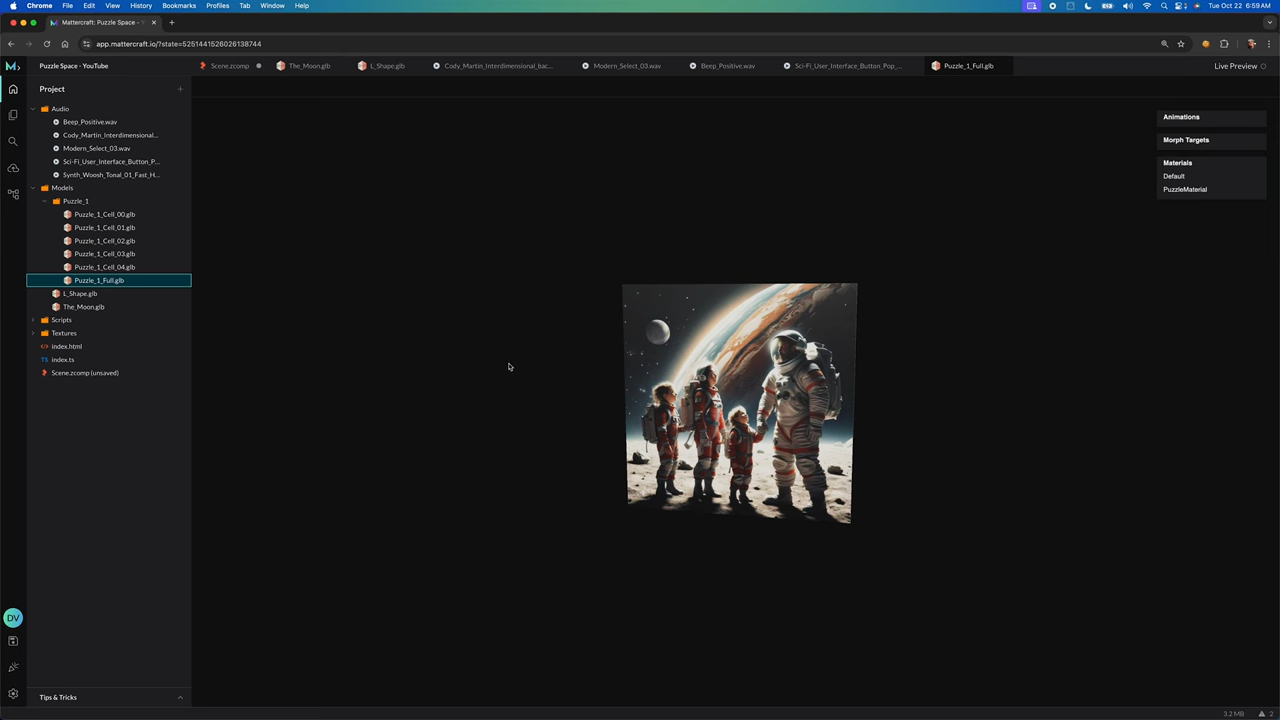 Chrome File Edit View History Bookmarks Profiles Tab Window Help Tue Oct 22 6:59 AM
Mattercraft: Puzzle Space - Y
app.mattercraft.io/?state=5251441526026138744
Puzzle Space - YouTube
Scene.zcomp The_Moon.glb L_Shape.glb Cody_Martin_Interdimensional_bac... Modern_Select_03.wav Beep_Positive.wav Sci-Fi_User_Interface_Button_Pop_... Puzzle_1_Full.glb Live Preview
Project
Audio
Beep_Positive.wav
Cody_Martin_Interdimensional...
Modern_Select_03.wav
Sci-Fi_User_Interface_Button_P...
Synth_Woosh_Tonal_01_Fast_H...
Models
Puzzle_1
Puzzle_1_Cell_00.glb
Puzzle_1_Cell_01.glb
Puzzle_1_Cell_02.glb
Puzzle_1_Cell_03.glb
Puzzle_1_Cell_04.glb
Puzzle_1_Full.glb
L_Shape.glb
The_Moon.glb
Scripts
Textures
index.html
TS index.ts
Scene.zcomp (unsaved)
Animations
Morph Targets
Materials
Default
PuzzleMaterial
DV
Tips & Tricks
3.2 MB 2